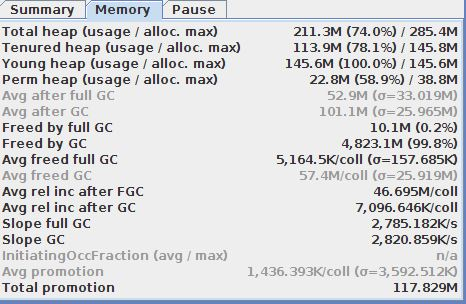 Summary Memory Pause
Total heap (usage / alloc. max) 211.3M (74.0%) / 285.4M
Tenured heap (usage / alloc. max) 113.9M (78.1%) / 145.8M
Young heap (usage / alloc. max) 145.6M (100.0%) / 145.6M
Perm heap (usage / alloc. max) 22.8M (58.9%) / 38.8M
Avg after full GC 52.9M (σ=33.019M)
Avg after GC 101.1M (σ=25.965M)
Freed by full GC 10.1M (0.2%)
Freed by GC 4,823.1M (99.8%)
Avg freed full GC 5,164.5K/coll (σ=157.685K)
Avg freed GC 57.4M/coll (σ=25.919M)
Avg rel inc after FGC 46.695M/coll
Avg rel inc after GC 7,096.646K/coll
Slope full GC 2,785.182K/s
Slope GC 2,820.859K/s
InitiatingOccFraction (avg / max) n/a
Avg promotion 1,436.393K/coll (σ=3,592.512K)
Total promotion 117.829M